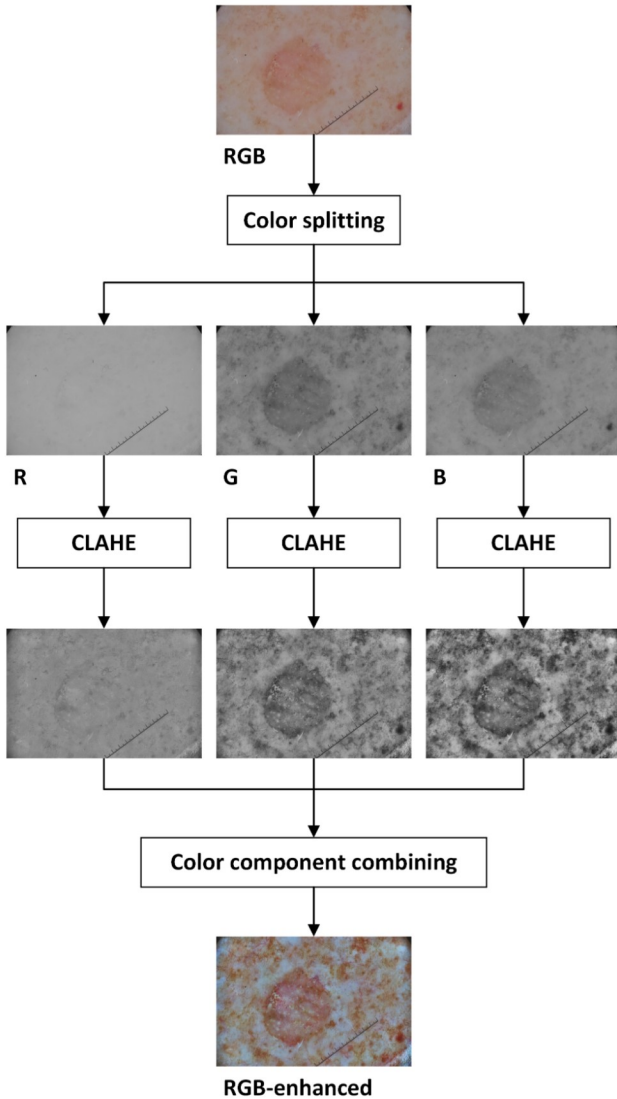 RGB
Color splitting
R
G
B
CLAHE
CLAHE
CLAHE
Color component combining
RGB-enhanced